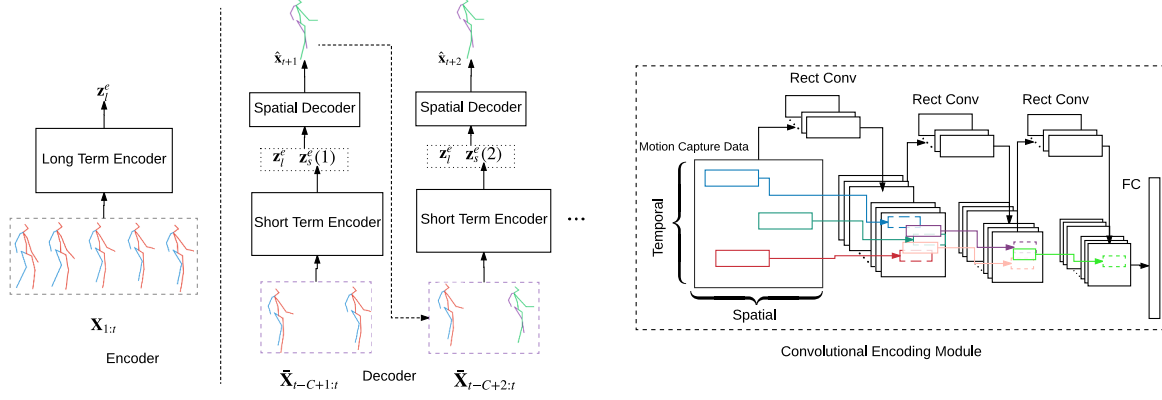 z_l^e
Long Term Encoder
X_{1:t}
Encoder
x̂_{t+1}
Spatial Decoder
z_l^e z_s^e(1)
Short Term Encoder
X̄_{t−C+1:t}
Decoder
x̂_{t+2}
Spatial Decoder
z_l^e z_s^e(2)
Short Term Encoder
...
X̄_{t−C+2:t}
Rect Conv
Rect Conv
Rect Conv
Motion Capture Data
FC
Temporal
Spatial
Convolutional Encoding Module